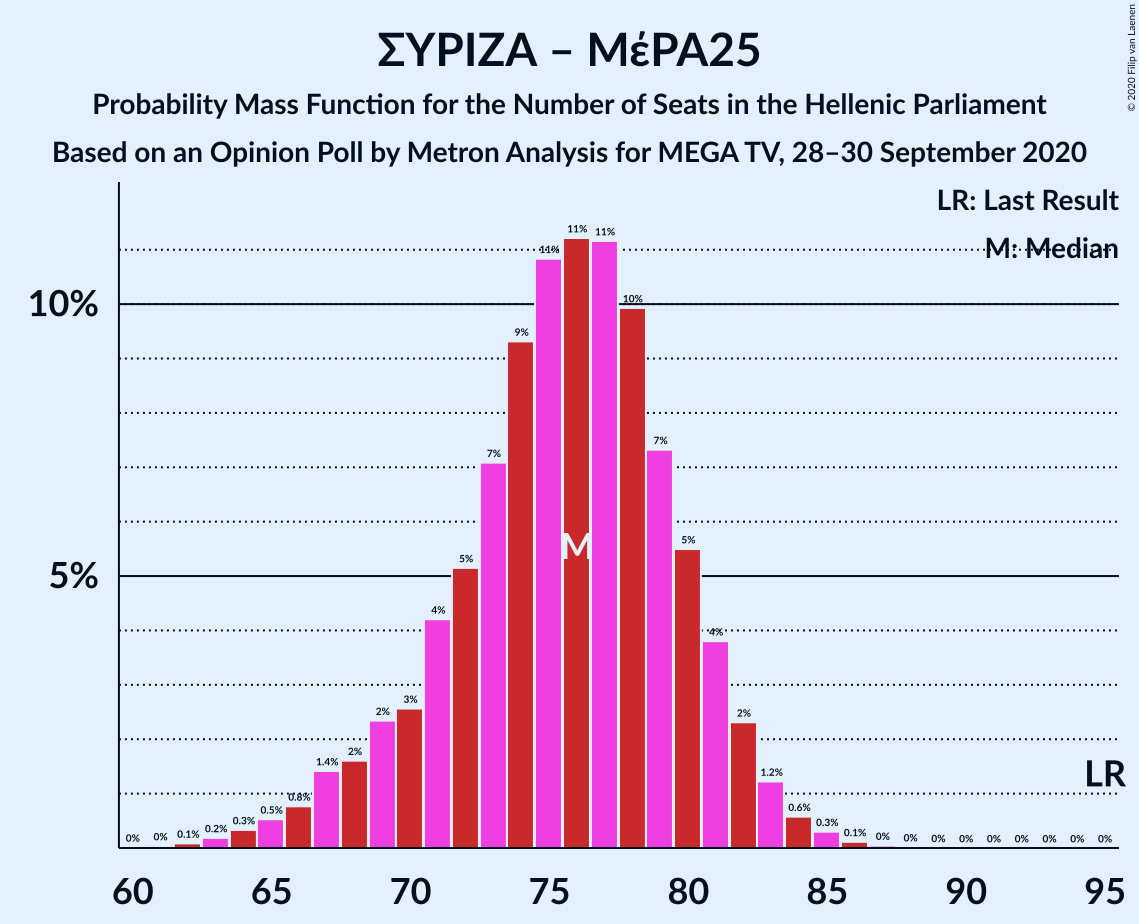 ΣΥΡΙΖΑ – ΜέΡΑ25
Probability Mass Function for the Number of Seats in the Hellenic Parliament
Based on an Opinion Poll by Metron Analysis for MEGA TV, 28–30 September 2020
© 2020 Filip van Laenen
LR: Last Result
M: Median
10%
5%
0% 0% 0.1% 0.2% 0.3% 0.5% 0.8% 1.4% 2% 2% 3% 4% 5% 7% 9% 11% 11% 11% 10% 7% 5% 4% 2% 1.2% 0.6% 0.3% 0.1% 0% 0% 0% 0% 0% 0% 0% 0% 0%
M
LR
60 65 70 75 80 85 90 95